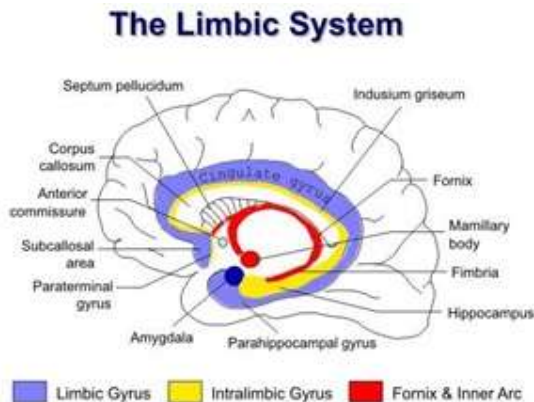 The Limbic System
Septum pellucidum
Indusium griseum
Corpus
callosum
Cingulate gyrus
Fornix
Anterior
commissure
Mamillary
body
Subcallosal
area
Fimbria
Paraterminal
gyrus
Hippocampus
Amygdala
Parahippocampal gyrus
Limbic Gyrus
Intralimbic Gyrus
Fornix & Inner Arc